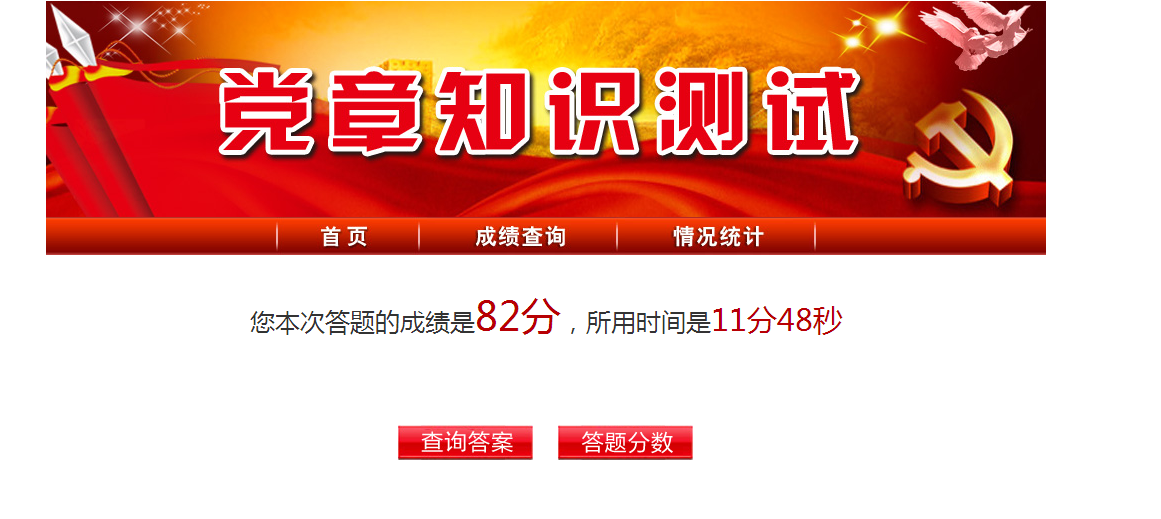 党章知识测试
首 页 成绩查询 情况统计
您本次答题的成绩是82分，所用时间是11分48秒
查询答案 答题分数